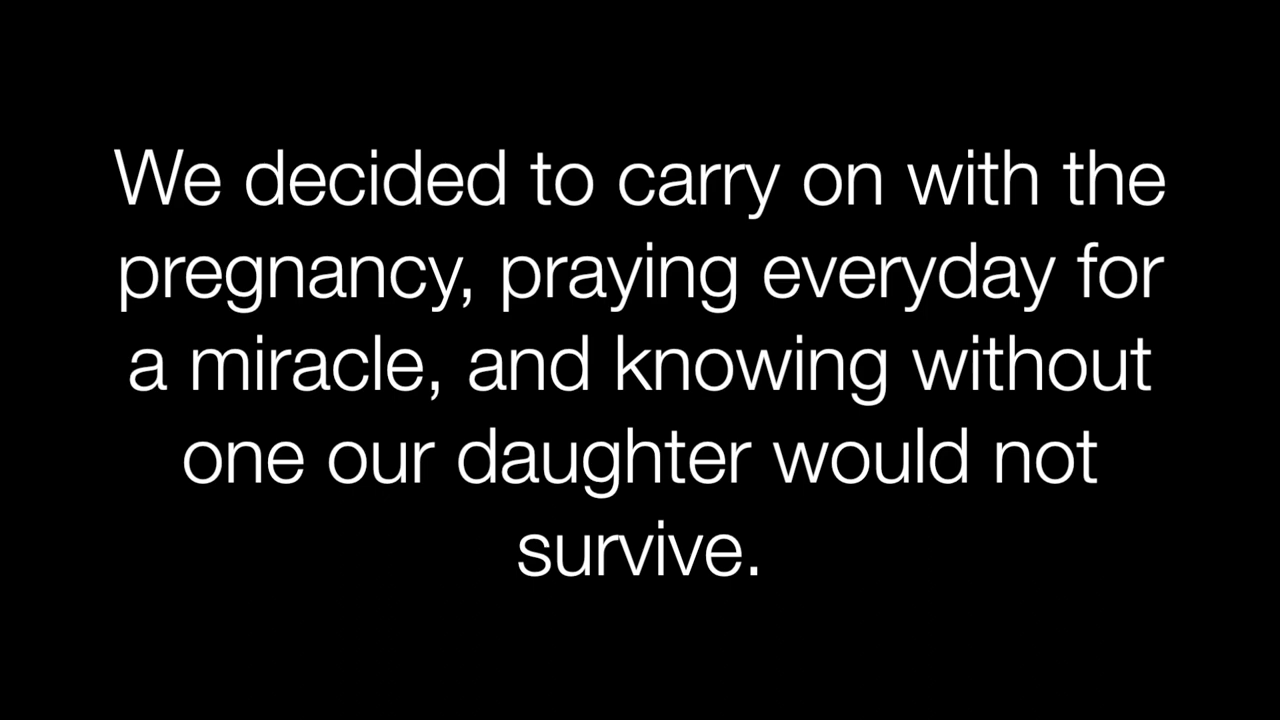 We decided to carry on with the
pregnancy, praying everyday for
a miracle, and knowing without
one our daughter would not
survive.